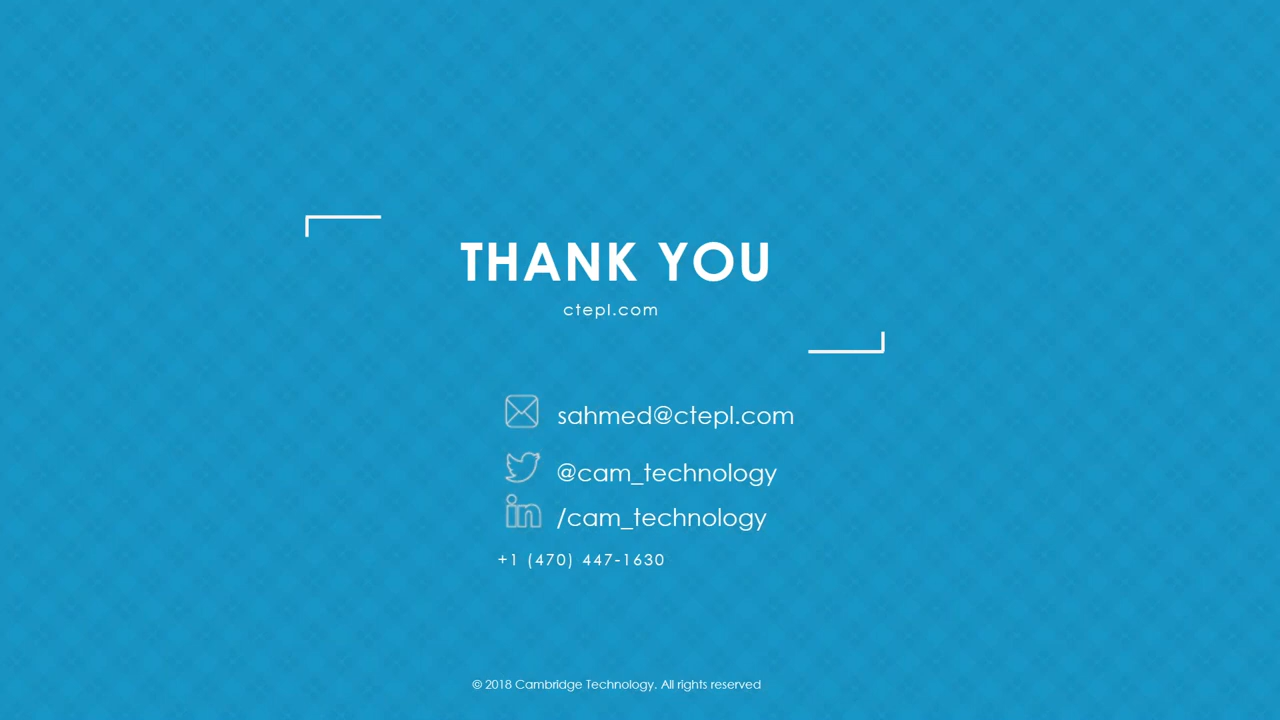 THANK YOU
ctepl.com
sahmed@ctepl.com
@cam_technology
in /cam_technology
+1 (470) 447-1630
© 2018 Cambridge Technology. All rights reserved